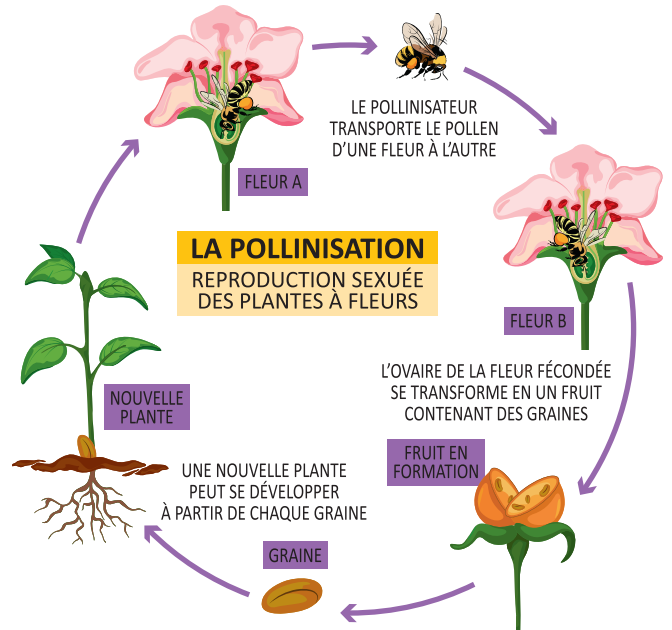 LE POLLINISATEUR
TRANSPORTE LE POLLEN
D'UNE FLEUR À L'AUTRE
FLEUR A
LA POLLINISATION
REPRODUCTION SEXUÉE
DES PLANTES À FLEURS
FLEUR B
L'OVAIRE DE LA FLEUR FÉCONDÉE
SE TRANSFORME EN UN FRUIT
CONTENANT DES GRAINES
NOUVELLE
PLANTE
FRUIT EN
FORMATION
UNE NOUVELLE PLANTE
PEUT SE DÉVELOPPER
À PARTIR DE CHAQUE GRAINE
GRAINE